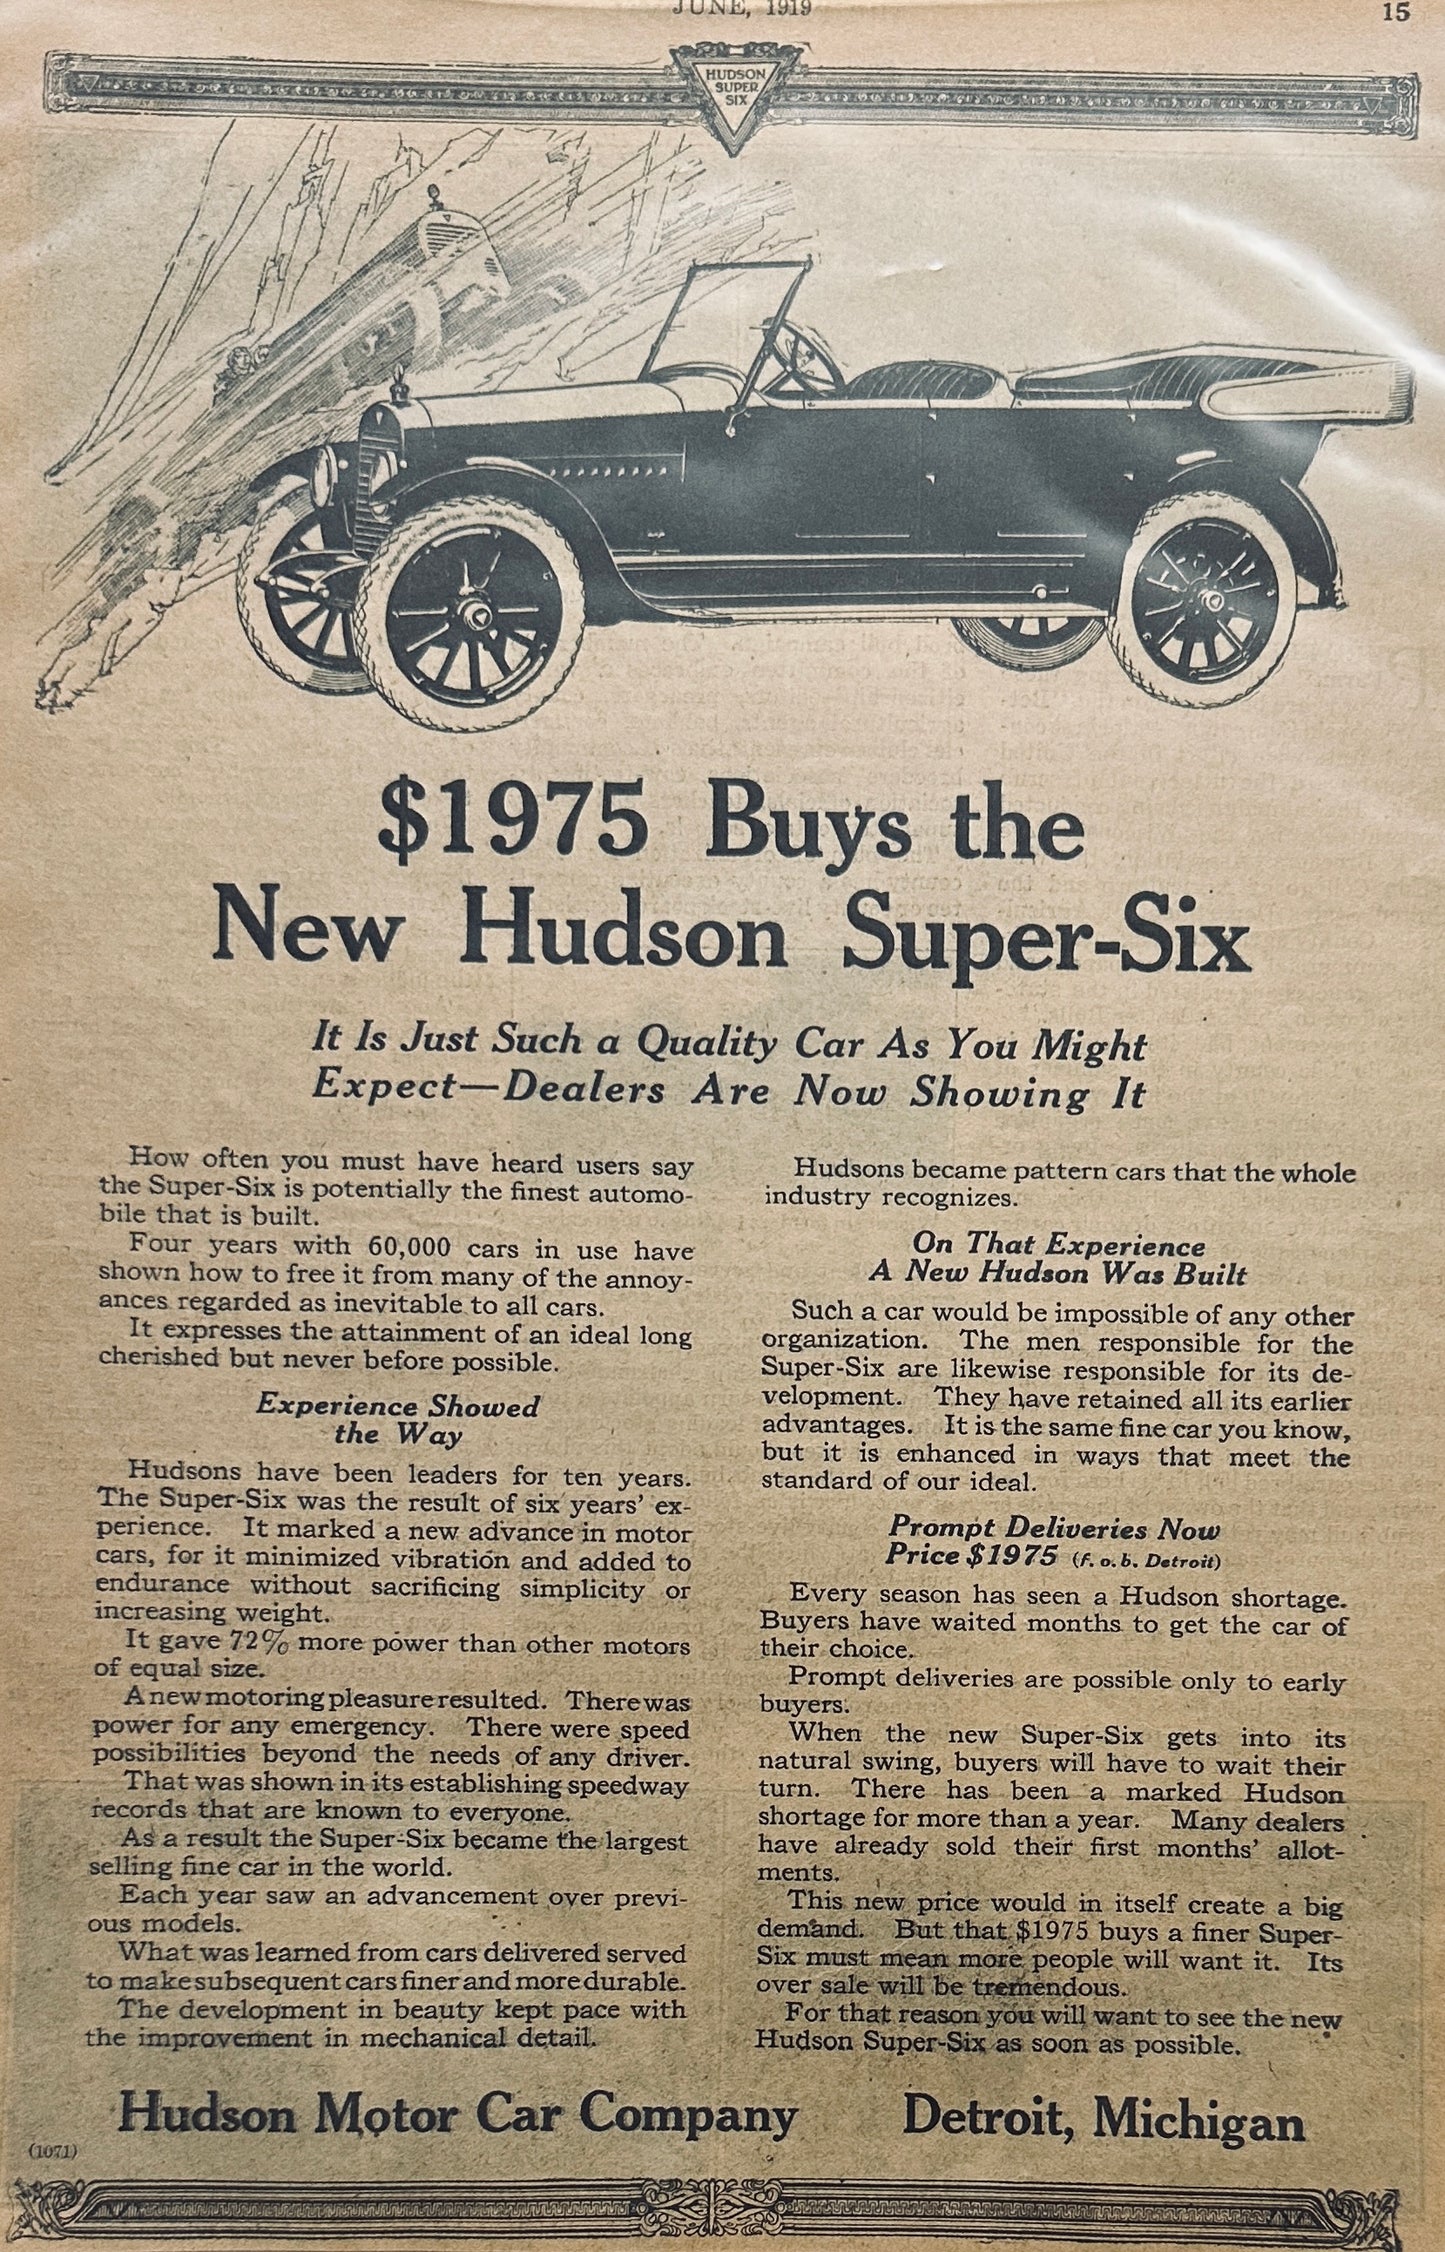 JUNE, 1919
15
HUDSON
SUPER
SIX
$1975 Buys the
New Hudson Super-Six
It Is Just Such a Quality Car As You Might
Expect—Dealers Are Now Showing It
How often you must have heard users say
the Super-Six is potentially the finest automo-
bile that is built.
Four years with 60,000 cars in use have
shown how to free it from many of the annoy-
ances regarded as inevitable to all cars.
It expresses the attainment of an ideal long
cherished but never before possible.
Experience Showed
the Way
Hudsons have been leaders for ten years.
The Super-Six was the result of six years' ex-
perience. It marked a new advance in motor
cars, for it minimized vibration and added to
endurance without sacrificing simplicity or
increasing weight.
It gave 72% more power than other motors
of equal size.
A new motoring pleasure resulted. There was
power for any emergency. There were speed
possibilities beyond the needs of any driver.
That was shown in its establishing speedway
records that are known to everyone.
As a result the Super-Six became the largest
selling fine car in the world.
Each year saw an advancement over previ-
ous models.
What was learned from cars delivered served
to make subsequent cars finer and more durable.
The development in beauty kept pace with
the improvement in mechanical detail.
Hudsons became pattern cars that the whole
industry recognizes.
On That Experience
A New Hudson Was Built
Such a car would be impossible of any other
organization. The men responsible for the
Super-Six are likewise responsible for its de-
velopment. They have retained all its earlier
advantages. It is the same fine car you know,
but it is enhanced in ways that meet the
standard of our ideal.
Prompt Deliveries Now
Price $1975 (f. o. b. Detroit)
Every season has seen a Hudson shortage.
Buyers have waited months to get the car of
their choice.
Prompt deliveries are possible only to early
buyers.
When the new Super-Six gets into its
natural swing, buyers will have to wait their
turn. There has been a marked Hudson
shortage for more than a year. Many dealers
have already sold their first months' allot-
ments.
This new price would in itself create a big
demand. But that $1975 buys a finer Super-
Six must mean more people will want it. Its
over sale will be tremendous.
For that reason you will want to see the new
Hudson Super-Six as soon as possible.
Hudson Motor Car Company Detroit, Michigan
(1071)